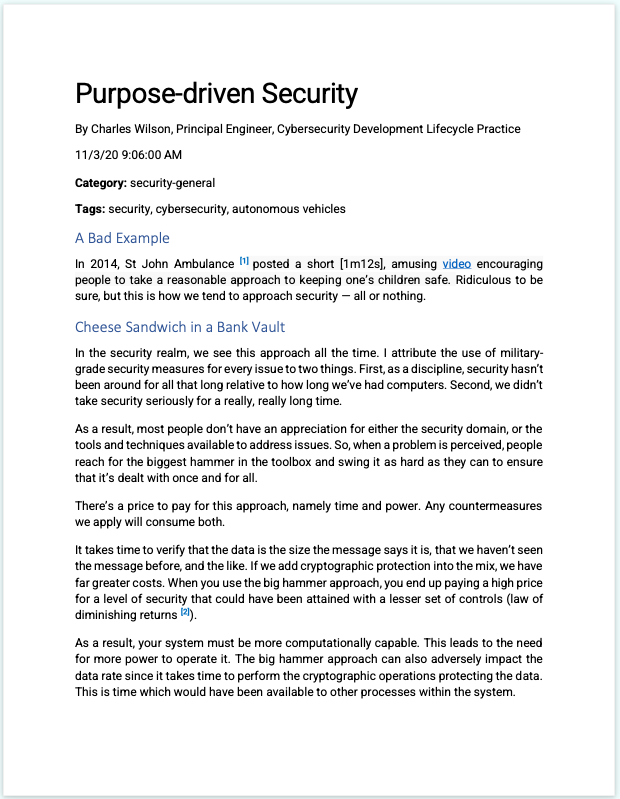 Purpose-driven Security
By Charles Wilson, Principal Engineer, Cybersecurity Development Lifecycle Practice
11/3/20 9:06:00 AM
Category: security-general
Tags: security, cybersecurity, autonomous vehicles
A Bad Example
In 2014, St John Ambulance [1] posted a short [1m12s], amusing video encouraging
people to take a reasonable approach to keeping one’s children safe. Ridiculous to be
sure, but this is how we tend to approach security — all or nothing.
Cheese Sandwich in a Bank Vault
In the security realm, we see this approach all the time. I attribute the use of military-
grade security measures for every issue to two things. First, as a discipline, security hasn’t
been around for all that long relative to how long we’ve had computers. Second, we didn’t
take security seriously for a really, really long time.
As a result, most people don’t have an appreciation for either the security domain, or the
tools and techniques available to address issues. So, when a problem is perceived, people
reach for the biggest hammer in the toolbox and swing it as hard as they can to ensure
that it’s dealt with once and for all.
There’s a price to pay for this approach, namely time and power. Any countermeasures
we apply will consume both.
It takes time to verify that the data is the size the message says it is, that we haven’t seen
the message before, and the like. If we add cryptographic protection into the mix, we have
far greater costs. When you use the big hammer approach, you end up paying a high price
for a level of security that could have been attained with a lesser set of controls (law of
diminishing returns [2]).
As a result, your system must be more computationally capable. This leads to the need
for more power to operate it. The big hammer approach can also adversely impact the
data rate since it takes time to perform the cryptographic operations protecting the data.
This is time which would have been available to other processes within the system.